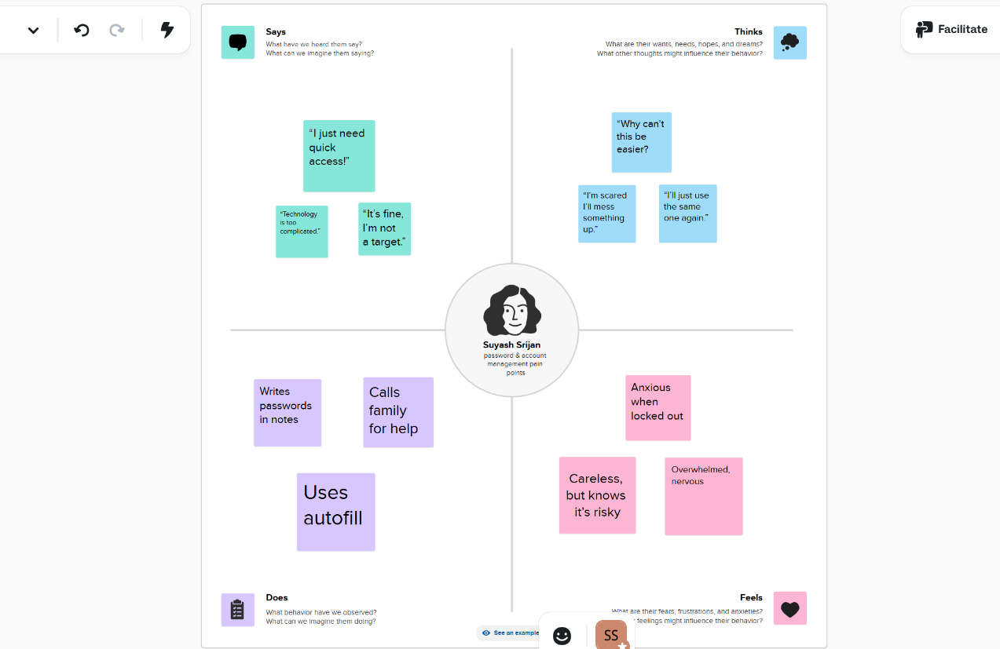 Facilitate
Says
What have we heard them say?
What can we imagine them saying?
Thinks
What are their wants, needs, hopes, and dreams?
What other thoughts might influence their behavior?
“I just need
quick
access!”
“Technology
is too
complicated.”
“It’s fine,
I’m not
a target.”
“Why can’t
this be
easier?
“I’m scared
I’ll mess
something
up.”
“I’ll just use
the same
one again.”
Suyash Srijan
password & account
management pain
points
Writes
passwords
in notes
Calls
family
for help
Uses
autofill
Anxious
when
locked out
Careless,
but knows
it’s risky
Overwhelmed,
nervous
Does
What behavior have we observed?
What can we imagine them doing?
Feels
What are their fears, frustrations, and anxieties?
feelings might influence their behavior?
See an example
SS